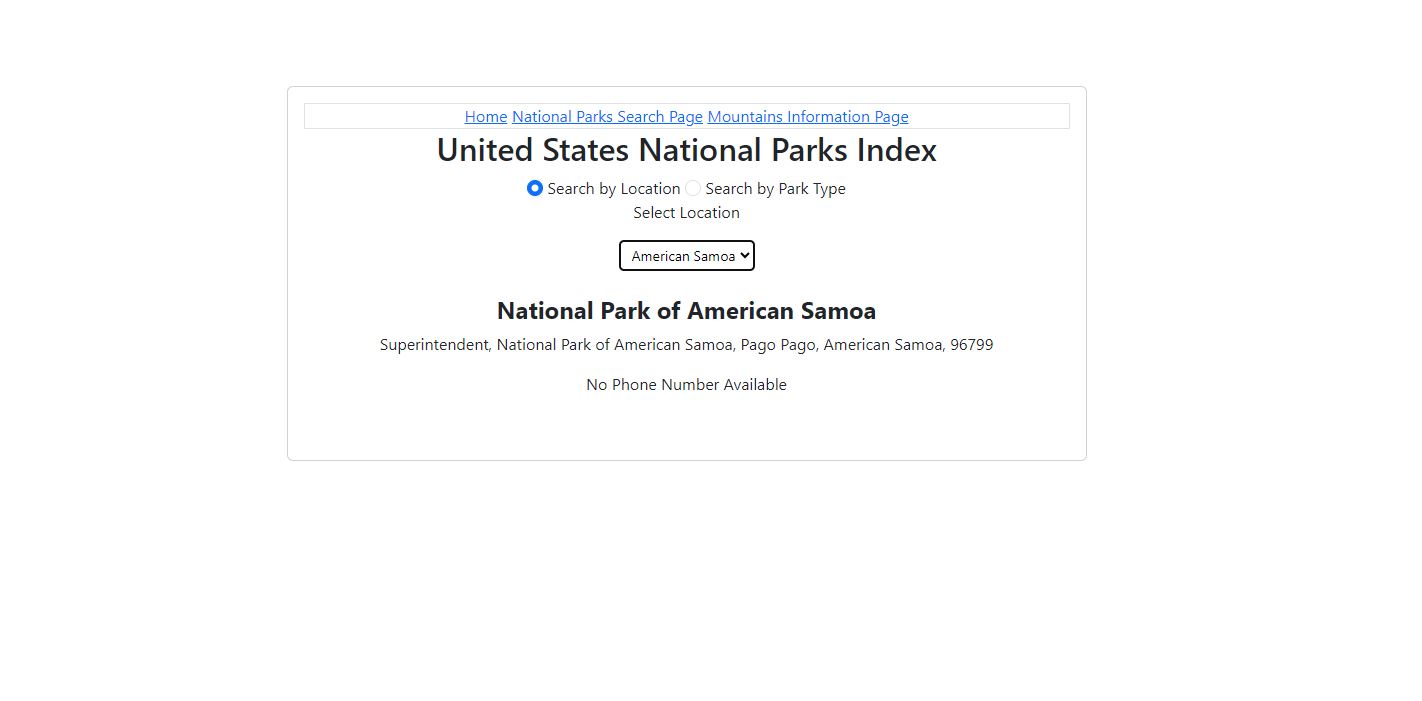 Home National Parks Search Page Mountains Information Page
United States National Parks Index
Search by Location Search by Park Type
Select Location
American Samoa
National Park of American Samoa
Superintendent, National Park of American Samoa, Pago Pago, American Samoa, 96799
No Phone Number Available